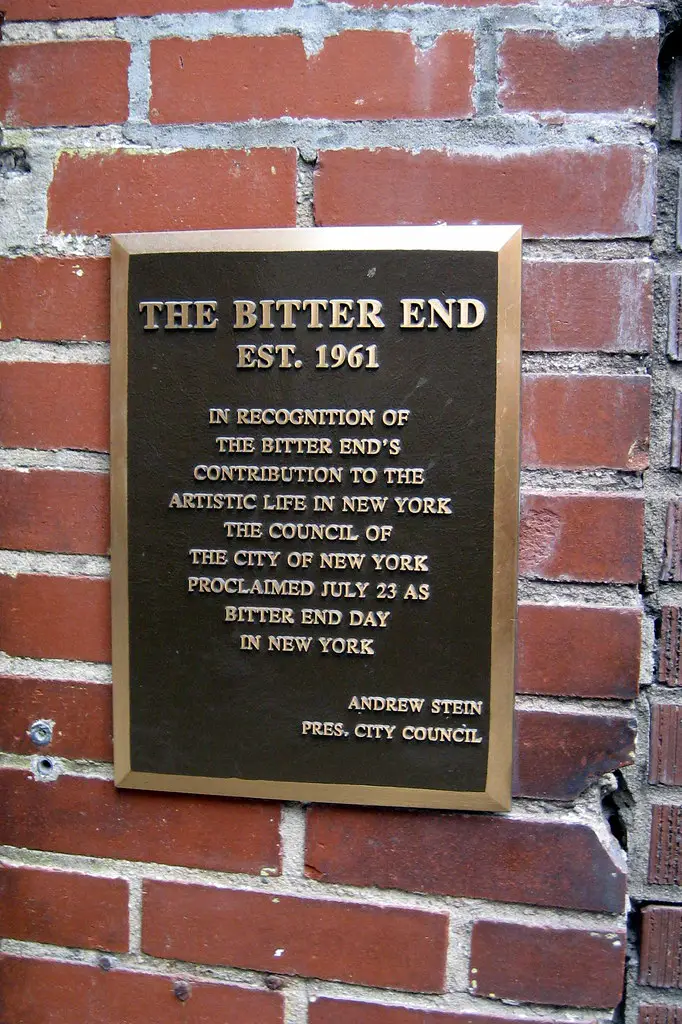 THE BITTER END
EST. 1961
IN RECOGNITION OF
THE BITTER END'S
CONTRIBUTION TO THE
ARTISTIC LIFE IN NEW YORK
THE COUNCIL OF
THE CITY OF NEW YORK
PROCLAIMED JULY 23 AS
BITTER END DAY
IN NEW YORK
ANDREW STEIN
PRES. CITY COUNCIL